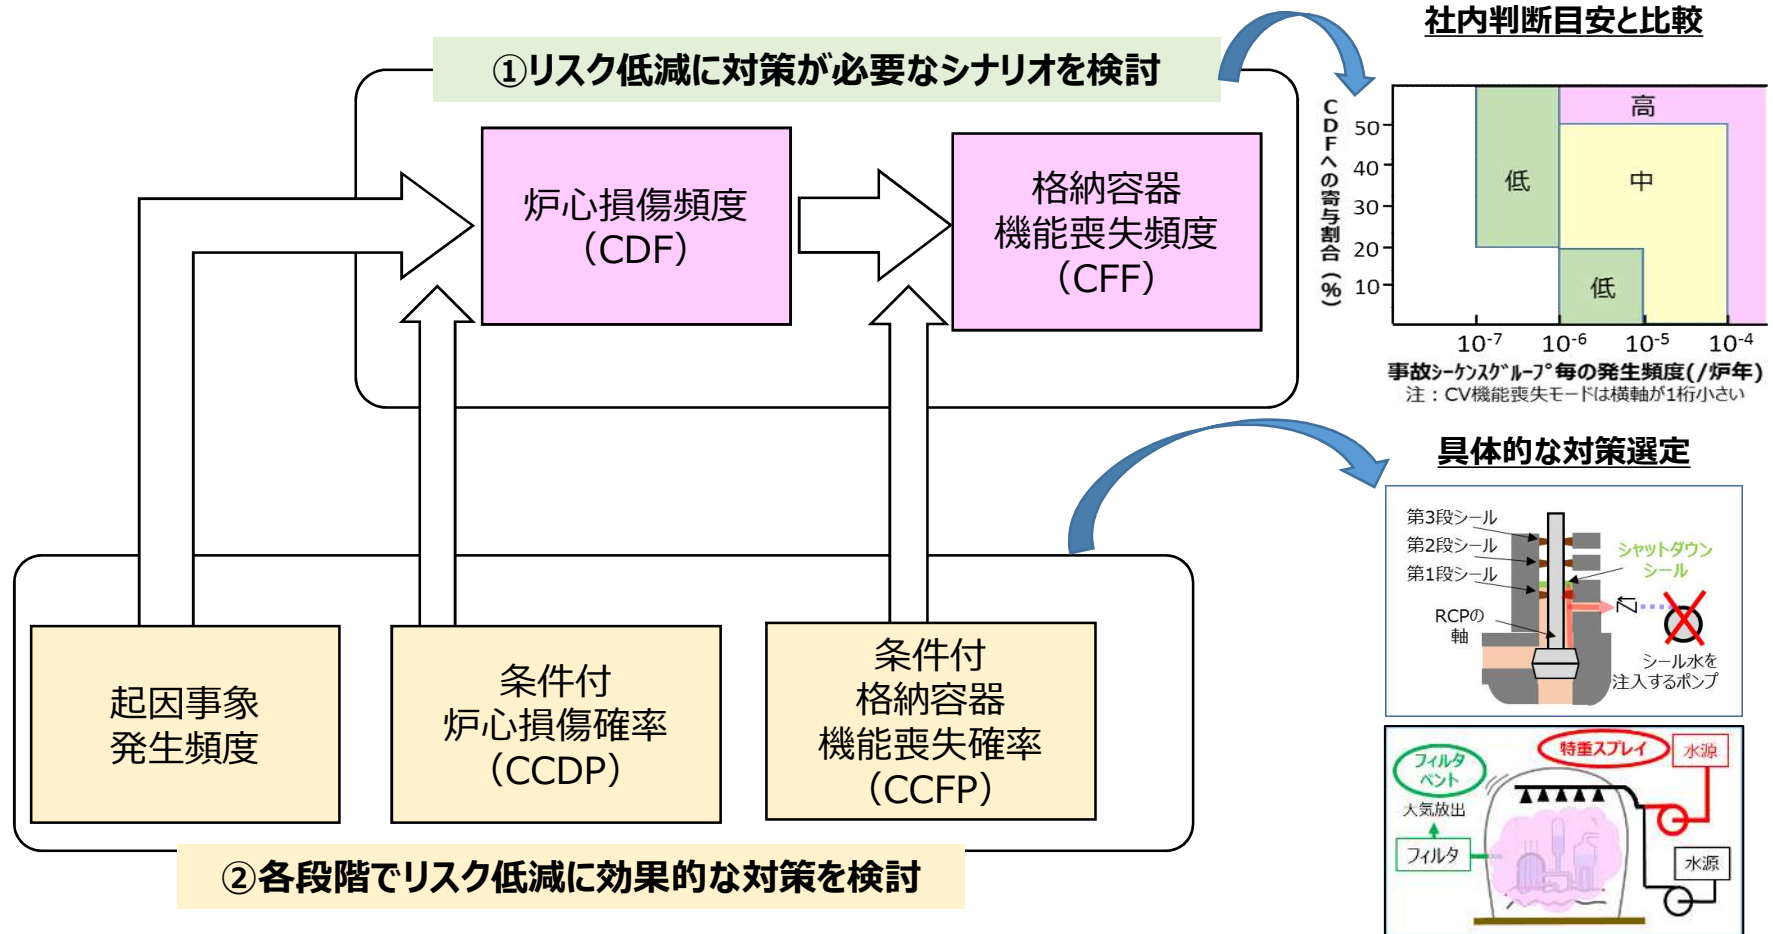 ①リスク低減に対策が必要なシナリオを検討
炉心損傷頻度
（CDF）
格納容器
機能喪失頻度
（CFF）
起因事象
発生頻度
条件付
炉心損傷確率
（CCDP）
条件付
格納容器
機能喪失確率
（CCFP）
②各段階でリスク低減に効果的な対策を検討
社内判断目安と比較
CDFへの寄与割合（%）
50
40
30
20
10
高
中
低
低
10-7
10-6
10-5
10-4
事故ｼｰｹﾝｽｸﾞﾙｰﾌﾟ毎の発生頻度(/炉年)
注：CV機能喪失モードは横軸が1桁小さい
具体的な対策選定
第3段シール
第2段シール
第1段シール
シャットダウン
シール
RCPの
軸
シール水を
注入するポンプ
フィルタ
ベント
特重スプレイ
水源
大気放出
フィルタ
水源